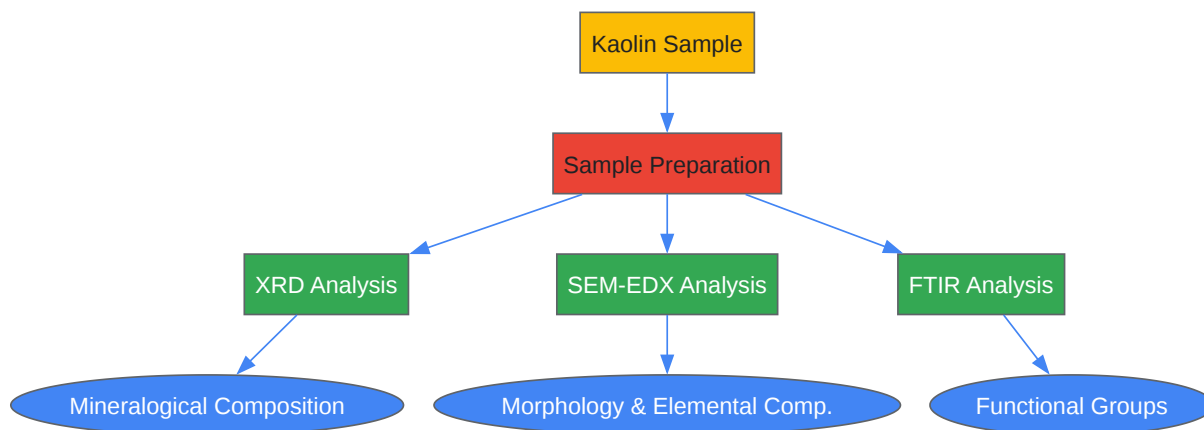 Kaolin Sample
Sample Preparation
XRD Analysis
SEM-EDX Analysis
FTIR Analysis
Mineralogical Composition
Morphology & Elemental Comp.
Functional Groups